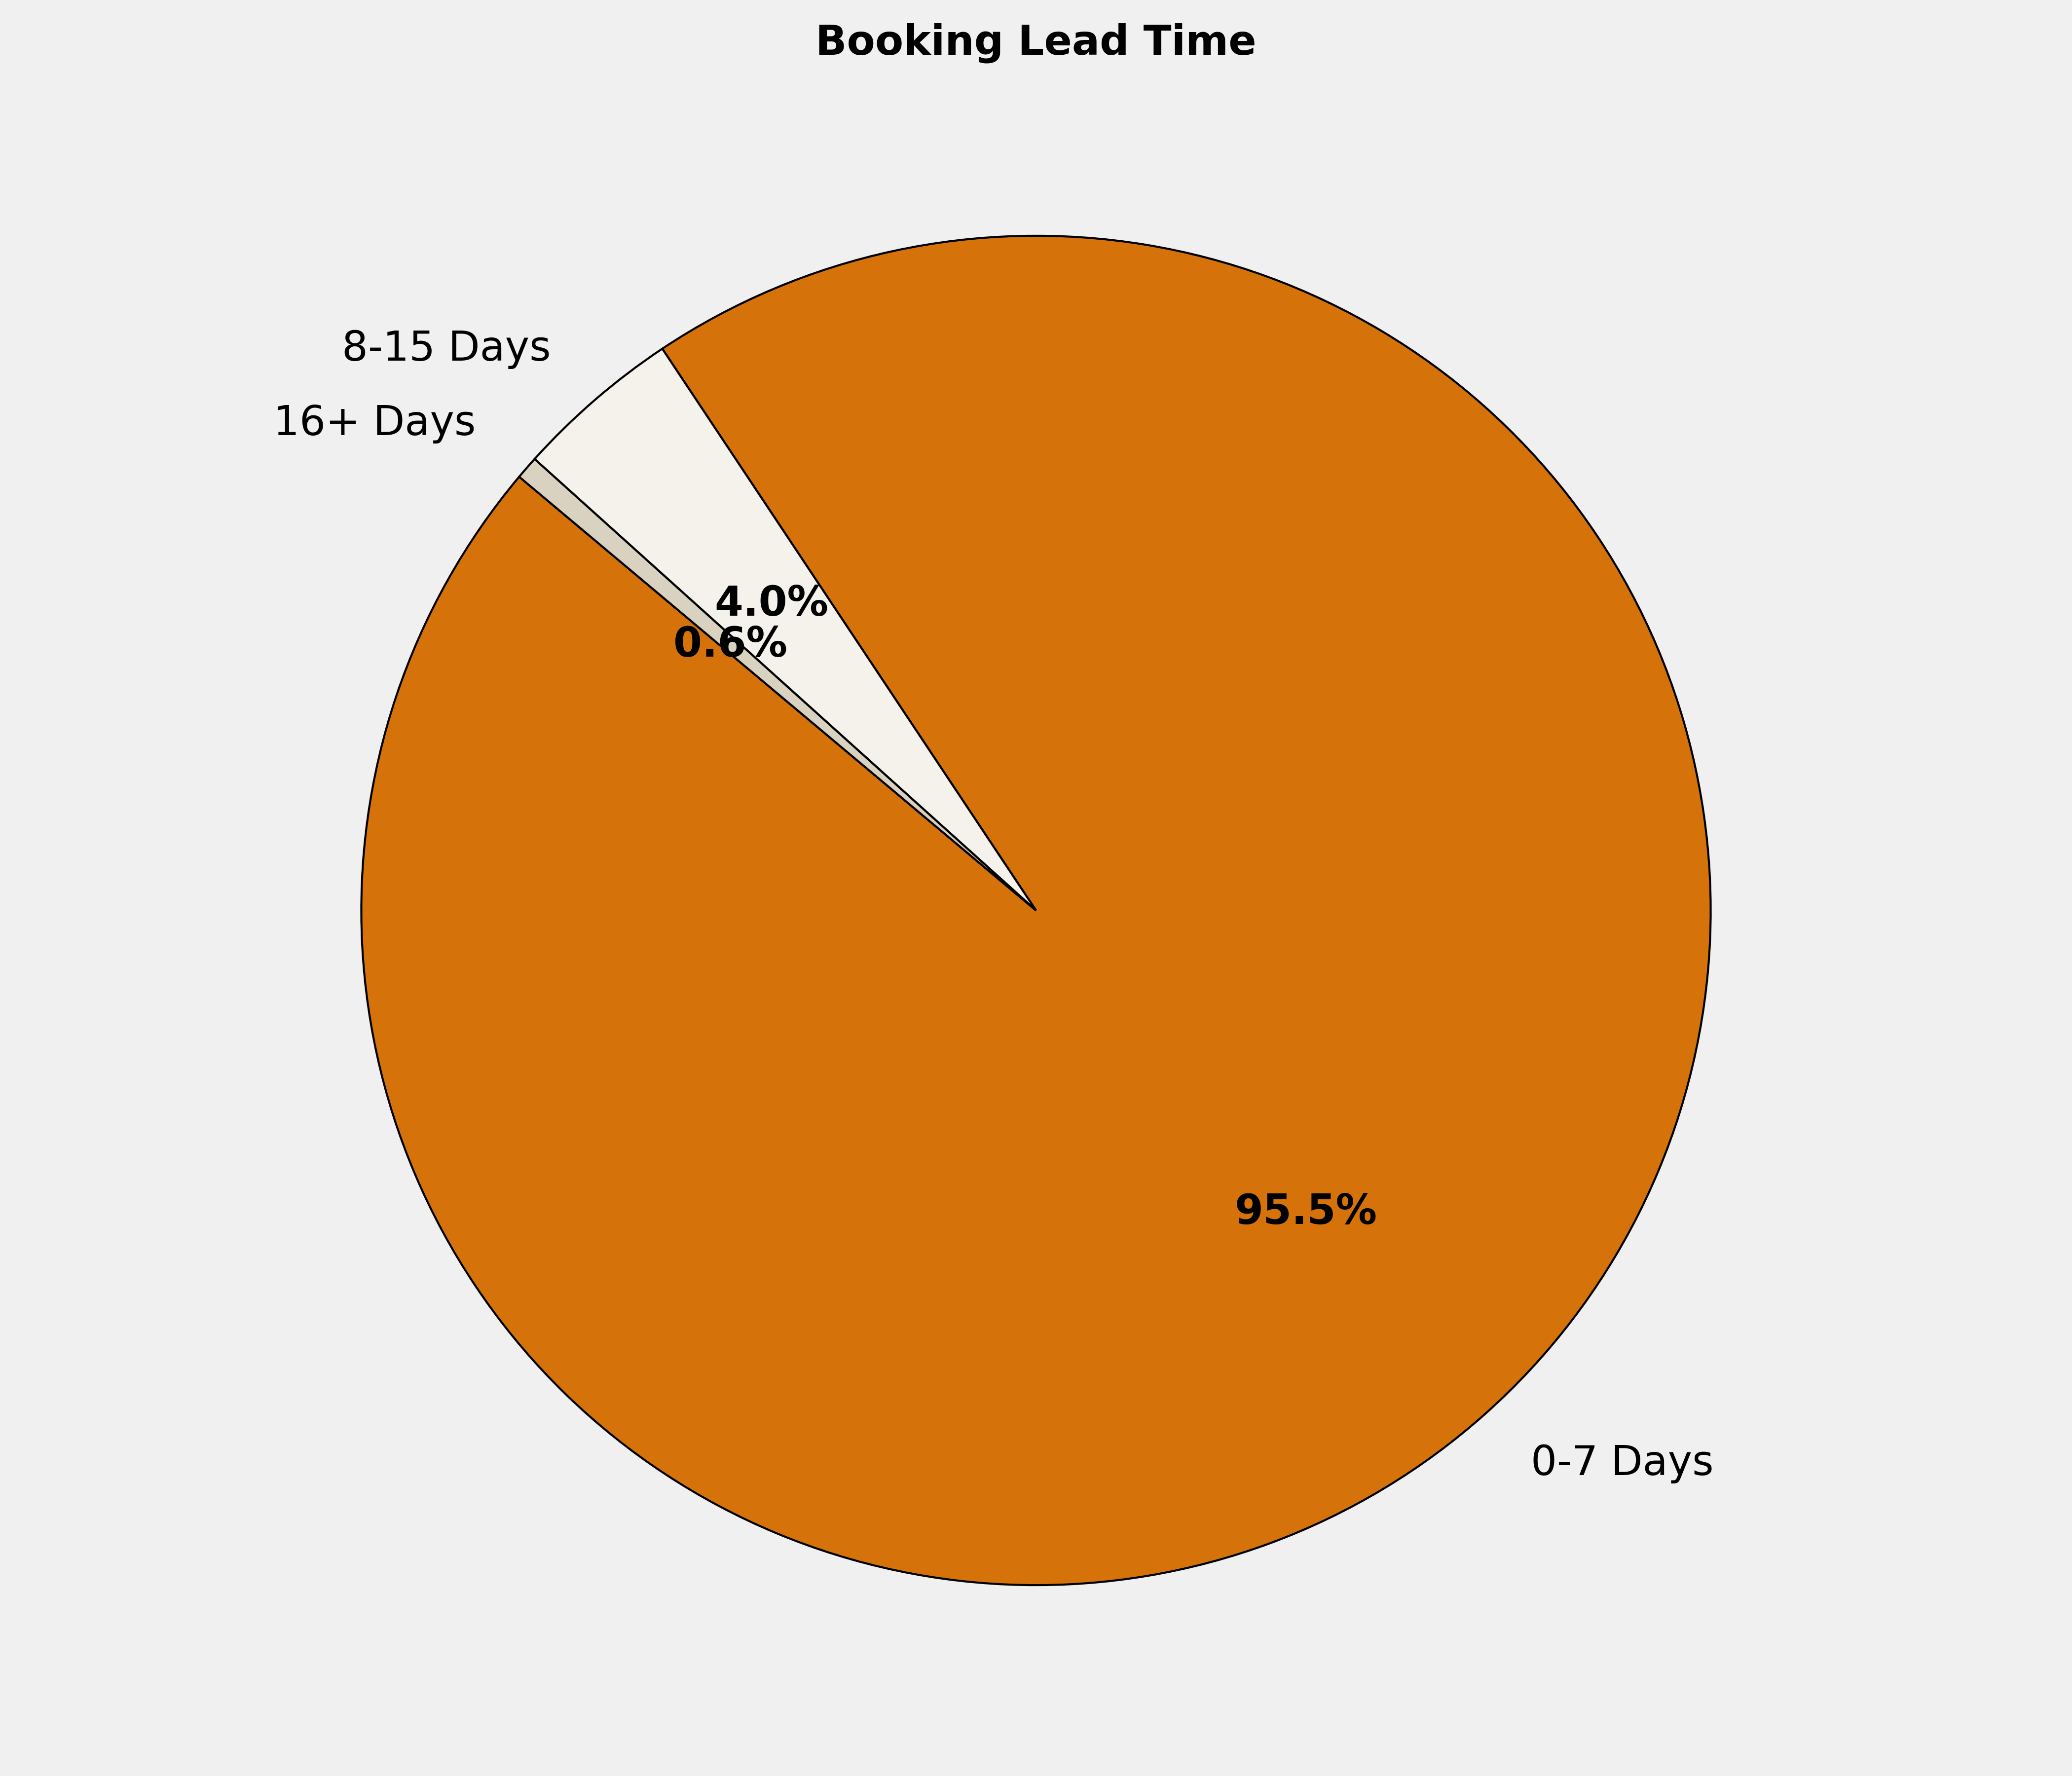 Booking Lead Time
8-15 Days
16+ Days
4.0%
0.6%
95.5%
0-7 Days